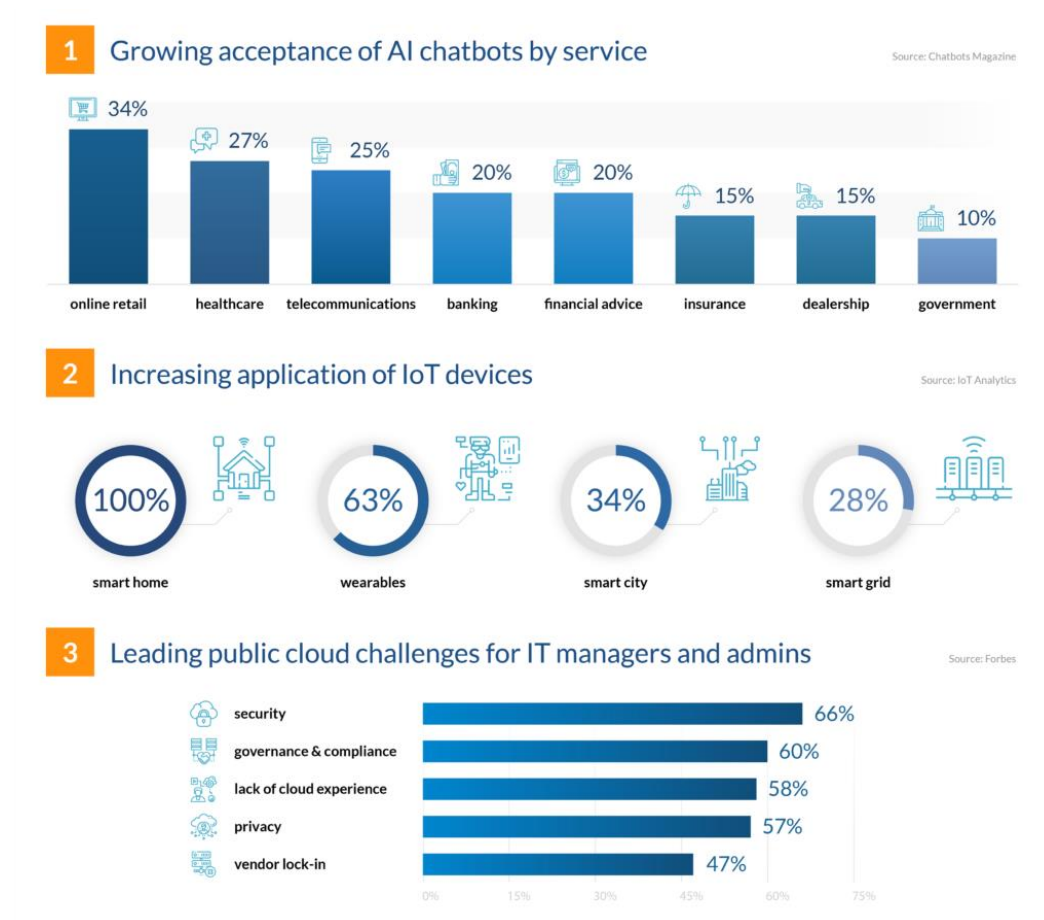 1 Growing acceptance of AI chatbots by service
Source: Chatbots Magazine
34% 27% 25% 20% 20% 15% 15% 10%
online retail healthcare telecommunications banking financial advice insurance dealership government
2 Increasing application of IoT devices
Source: IoT Analytics
100% 63% 34% 28%
smart home wearables smart city smart grid
3 Leading public cloud challenges for IT managers and admins
Source: Forbes
security 66%
governance & compliance 60%
lack of cloud experience 58%
privacy 57%
vendor lock-in 47%
0% 15% 30% 45% 60% 75%